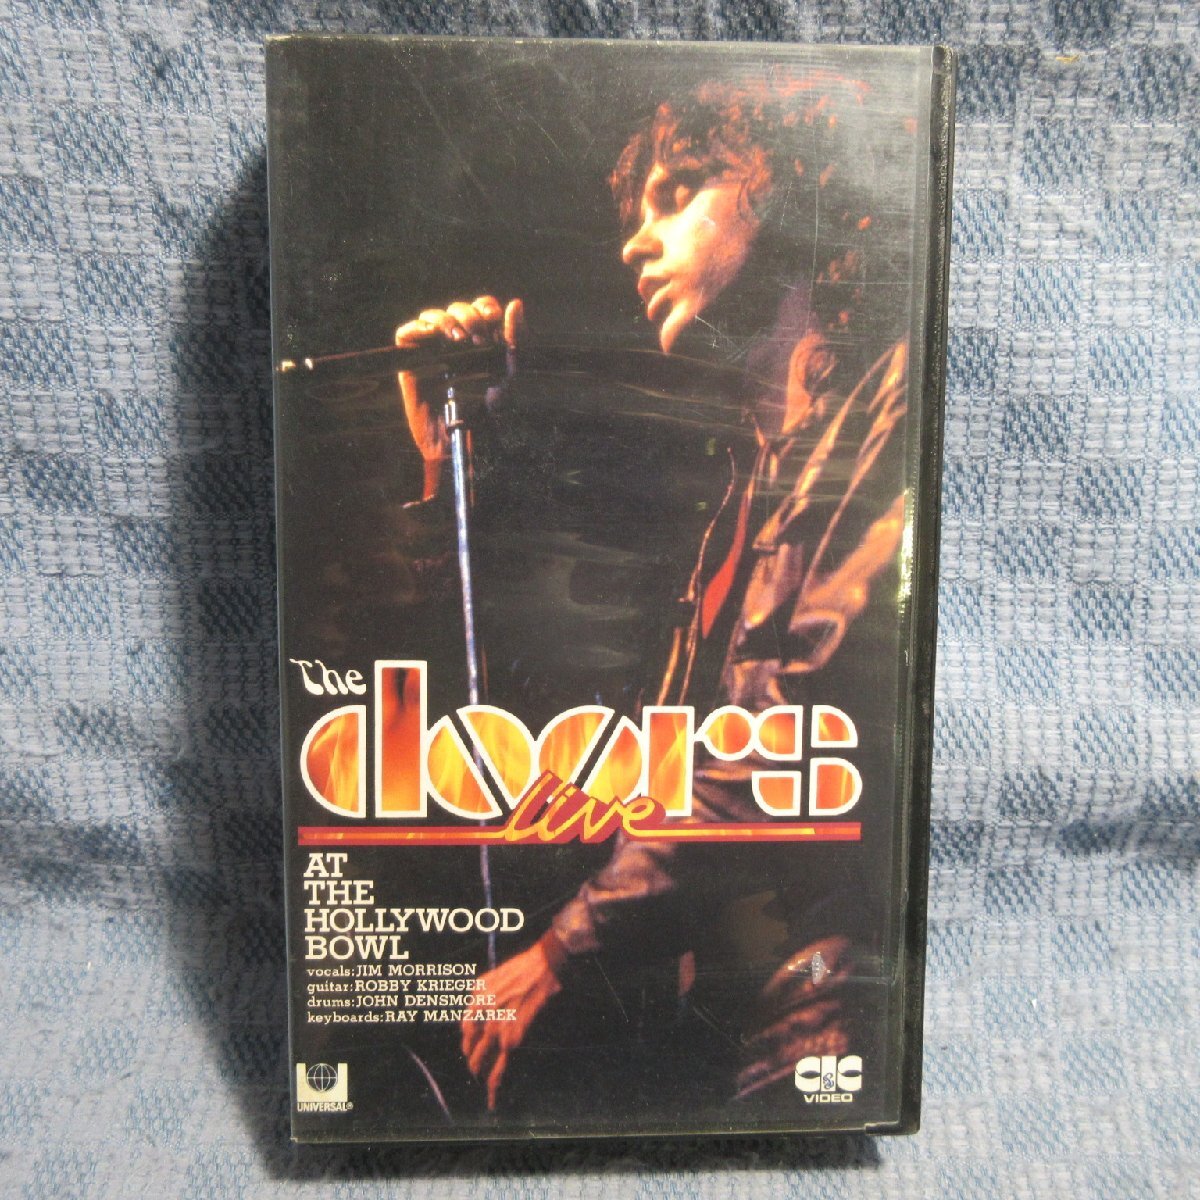 The
doors
live
AT
THE
HOLLYWOOD
BOWL
vocals:JIM MORRISON
guitar:ROBBY KRIEGER
drums:JOHN DENSMORE
keyboards:RAY MANZAREK
UNIVERSAL®
CIC
VIDEO